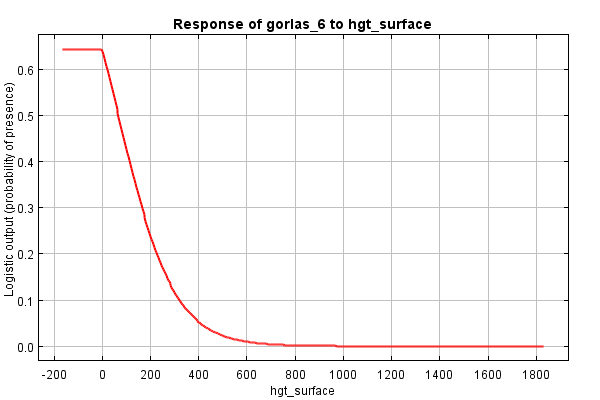 Response of gorlas_6 to hgt_surface
Logistic output (probability of presence)
0.6
0.5
0.4
0.3
0.2
0.1
0.0
-200 0 200 400 600 800 1000 1200 1400 1600 1800
hgt_surface